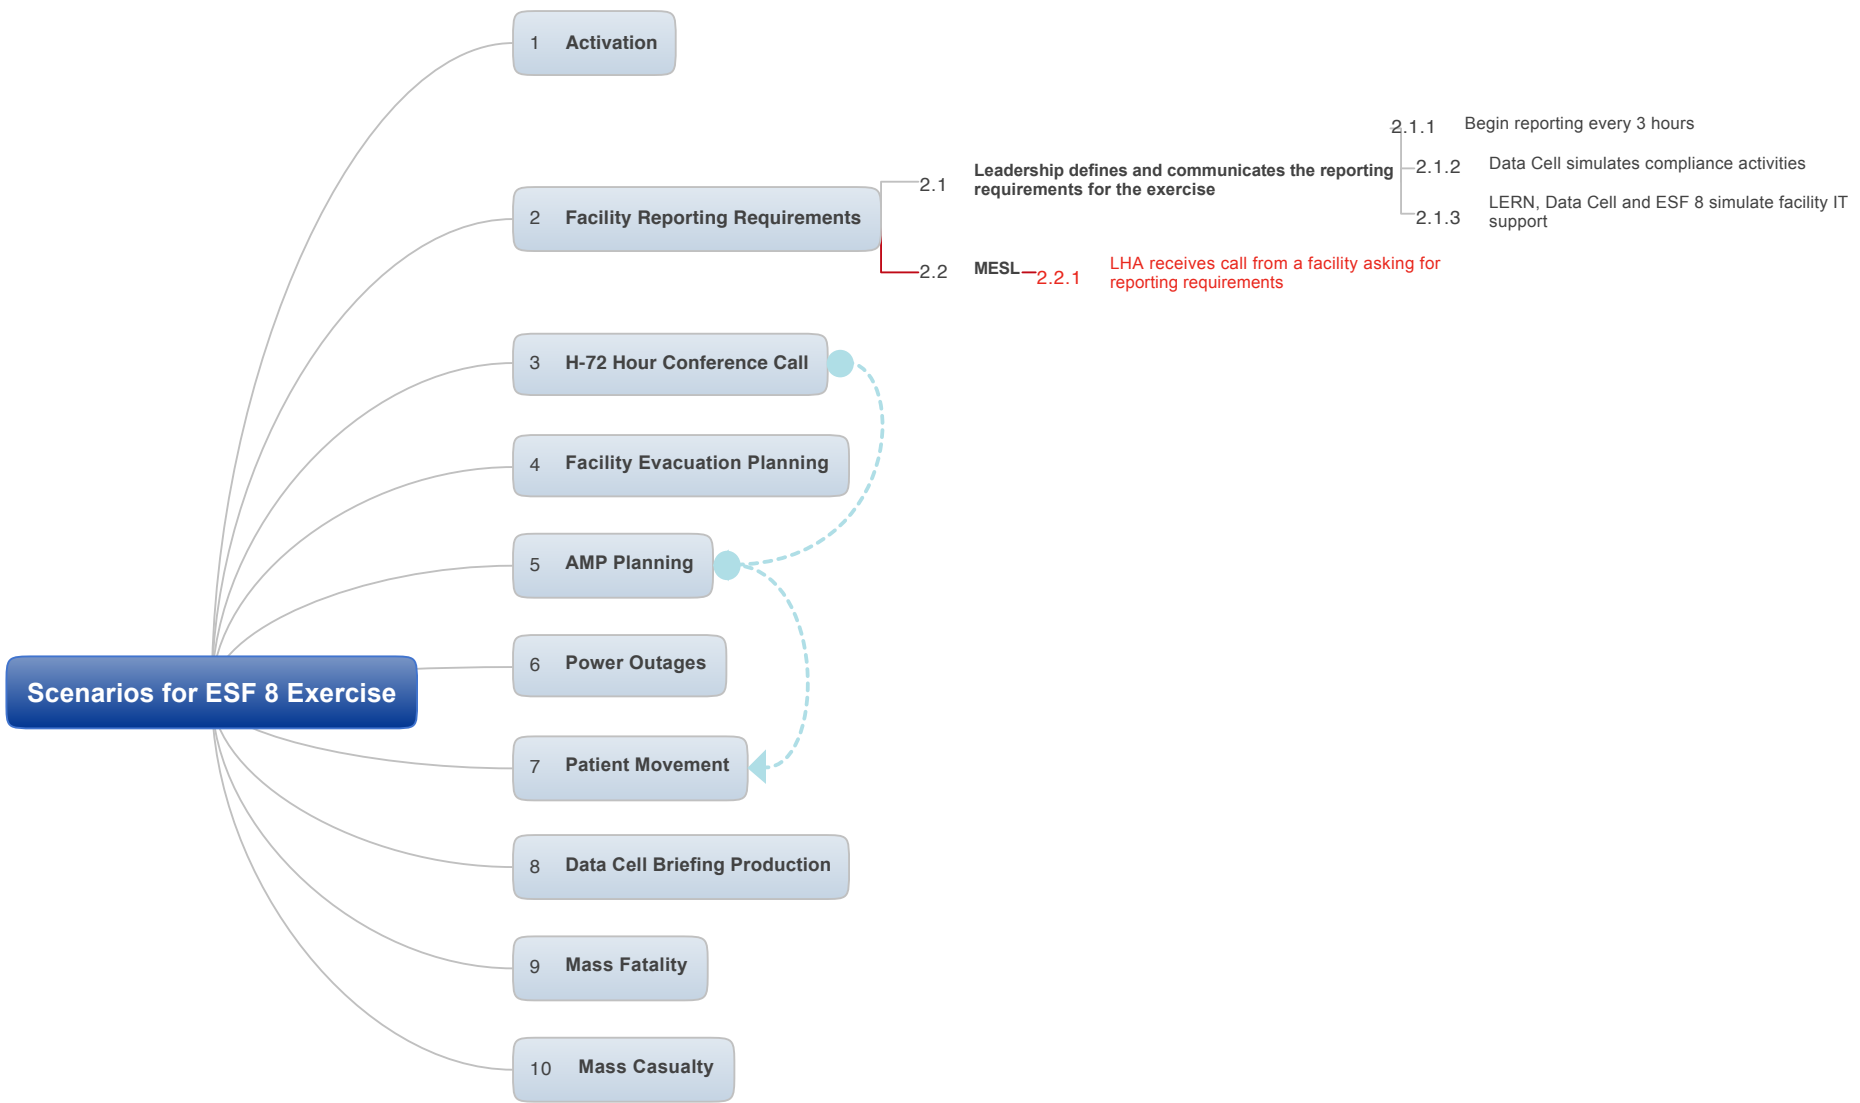 1 Activation
2.1.1 Begin reporting every 3 hours
2.1 Leadership defines and communicates the reporting
requirements for the exercise
2.1.2 Data Cell simulates compliance activities
2.1.3 LERN, Data Cell and ESF 8 simulate facility IT
support
2 Facility Reporting Requirements
2.2 MESL
2.2.1 LHA receives call from a facility asking for
reporting requirements
3 H-72 Hour Conference Call
4 Facility Evacuation Planning
5 AMP Planning
6 Power Outages
Scenarios for ESF 8 Exercise
7 Patient Movement
8 Data Cell Briefing Production
9 Mass Fatality
10 Mass Casualty